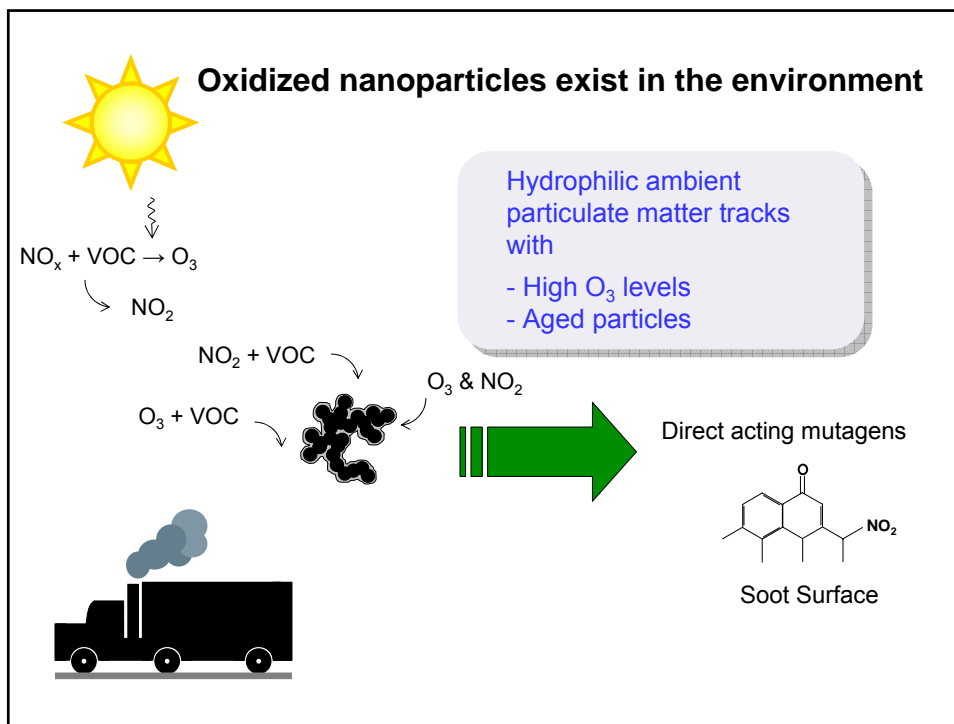 Oxidized nanoparticles exist in the environment
Hydrophilic ambient
particulate matter tracks
with
- High O₃ levels
- Aged particles
NOₓ + VOC → O₃
NO₂
NO₂ + VOC
O₃ & NO₂
O₃ + VOC
Direct acting mutagens
O
NO₂
Soot Surface